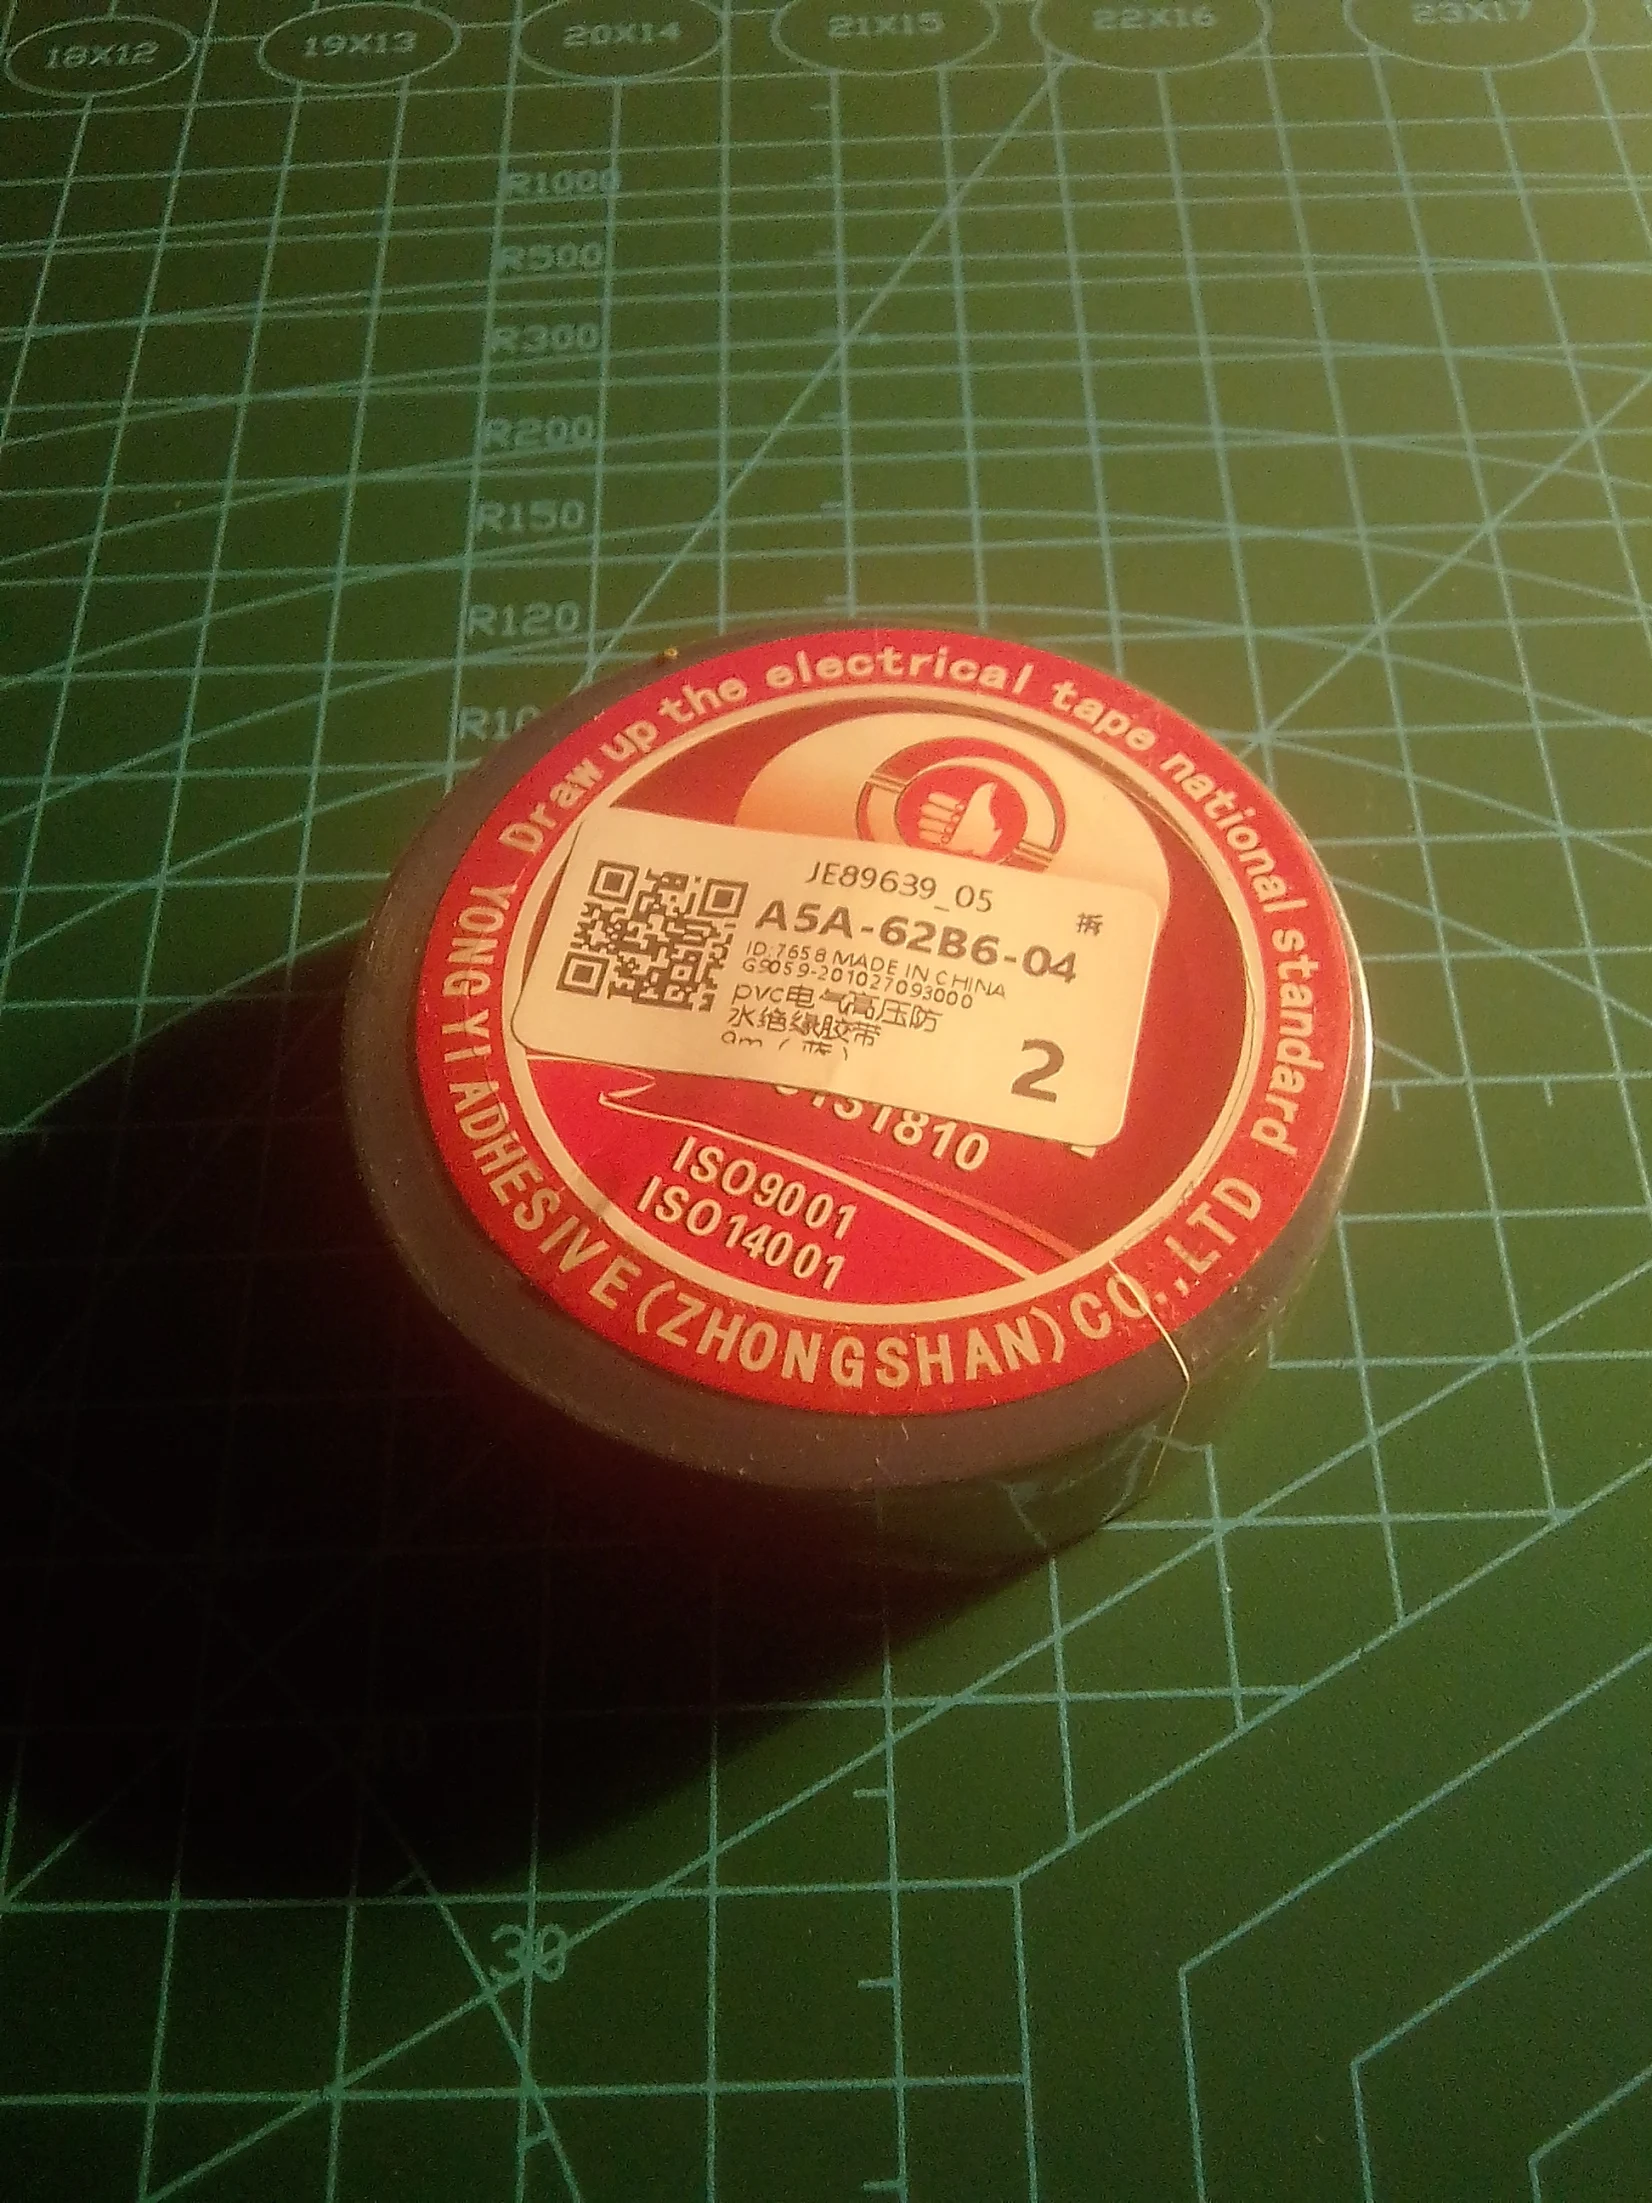 18X12 19X13 20X14 21X15 22X16 23X17
R1000
R500
R300
R200
R150
R120
Draw up the electrical tape national standard
JE89639_05
A5A-62B6-04
拆
ID:7658 MADE IN CHINA
G9059-201027093000
pvc电气高压防
水绝缘胶带
2
1810
ISO9001
ISO14001
YONG YI ADHESIVE (ZHONGSHAN) CO.,LTD
30